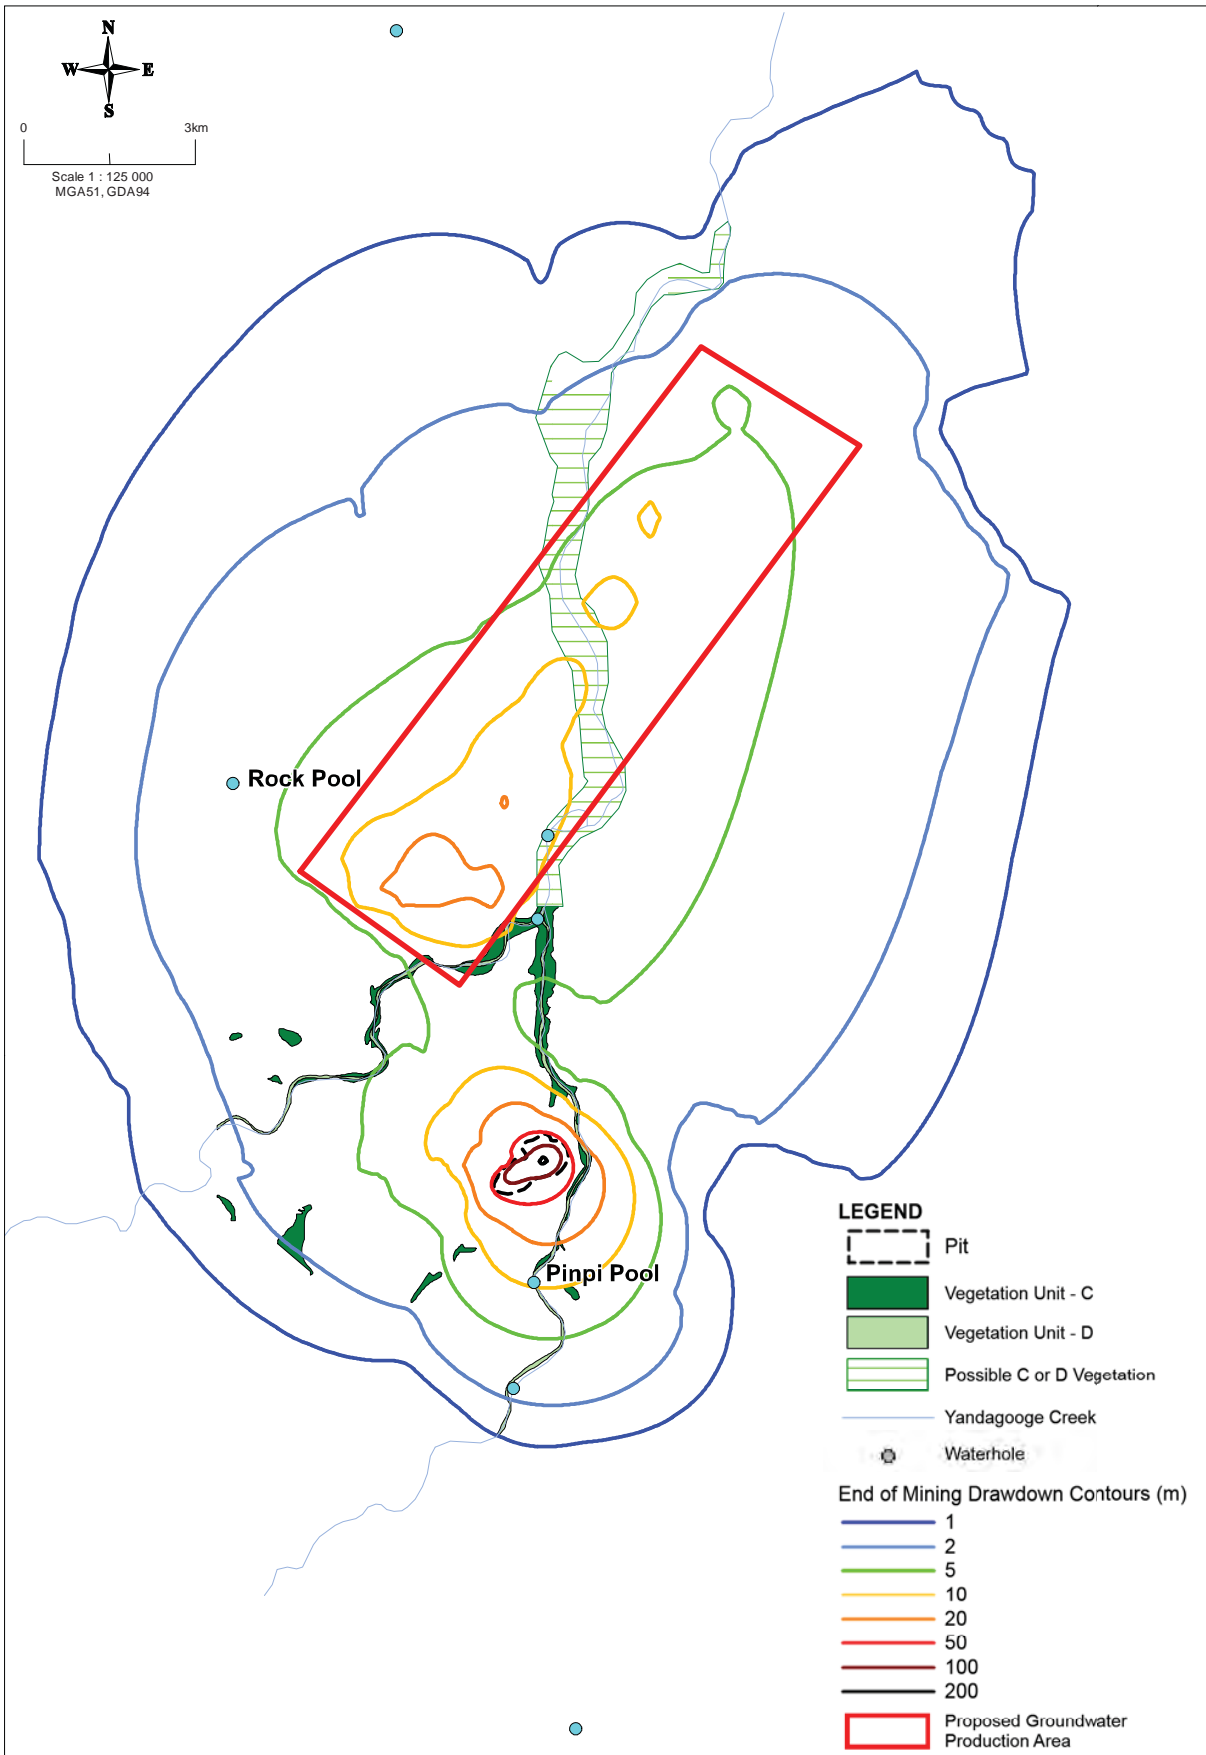 N
W E
S
0 3km
Scale 1 : 125 000
MGA51, GDA94
Rock Pool
Pinpi Pool
LEGEND
Pit
Vegetation Unit - C
Vegetation Unit - D
Possible C or D Vegetation
Yandagooge Creek
Waterhole
End of Mining Drawdown Contours (m)
1
2
5
10
20
50
100
200
Proposed Groundwater
Production Area